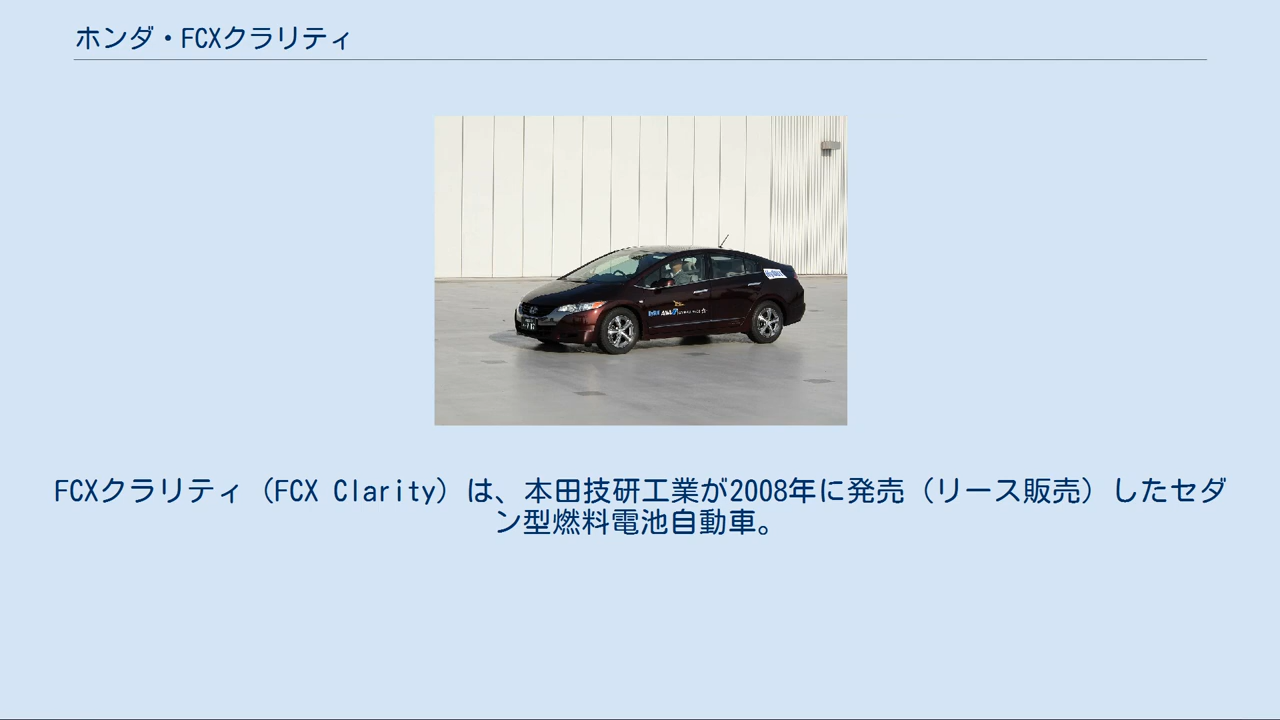 ホンダ・FCXクラリティ
FCXクラリティ（FCX Clarity）は、本田技研工業が2008年に発売（リース販売）したセダ
ン型燃料電池自動車。